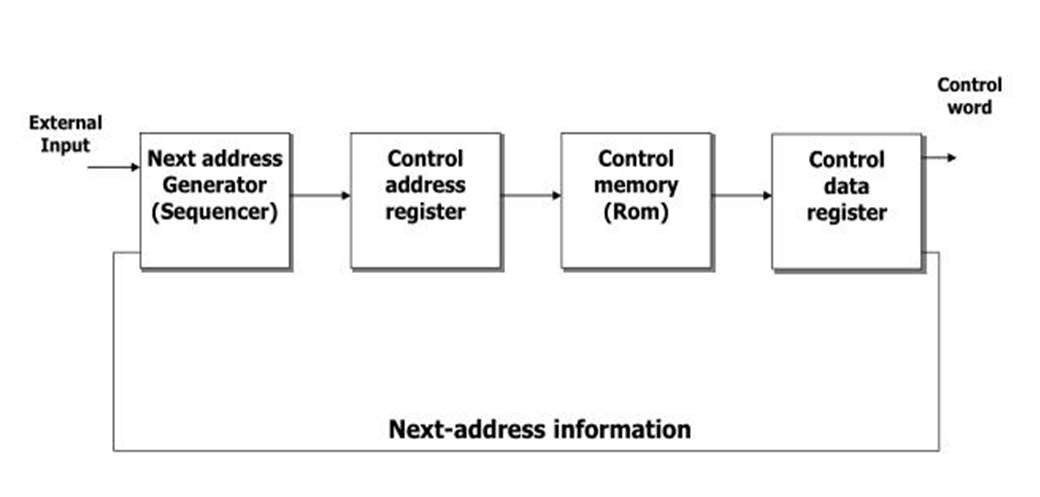 External
Input
Next address
Generator
(Sequencer)
Control
address
register
Control
memory
(Rom)
Control
data
register
Control
word
Next-address information